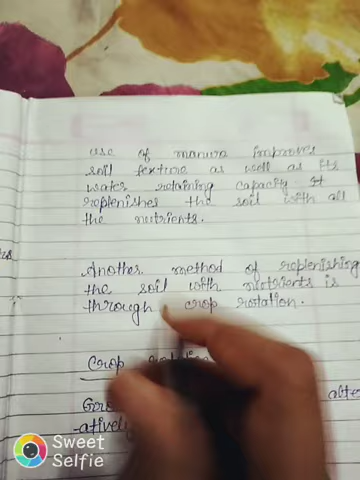 use of manure improves
soil texture as well as its
water retaining capacity It
replenishes the soil with all
the nutrients.
Another method of replenishing
the soil with nutrients is
through crop rotation.
Crop
-atively
Sweet
Selfie